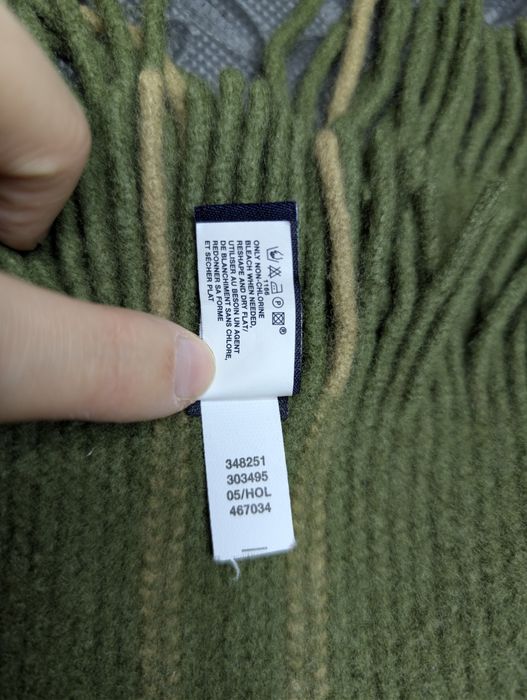 1166
P
ONLY NON-CHLORINE
BLEACH WHEN NEEDED,
RESHAPE AND DRY FLAT/
UTILISER AU BESOIN UN AGENT
DE BLANCHIMENT SANS CHLORE,
REDONNER SA FORME
ET SECHER PLAT
348251
303495
05/HOL
467034